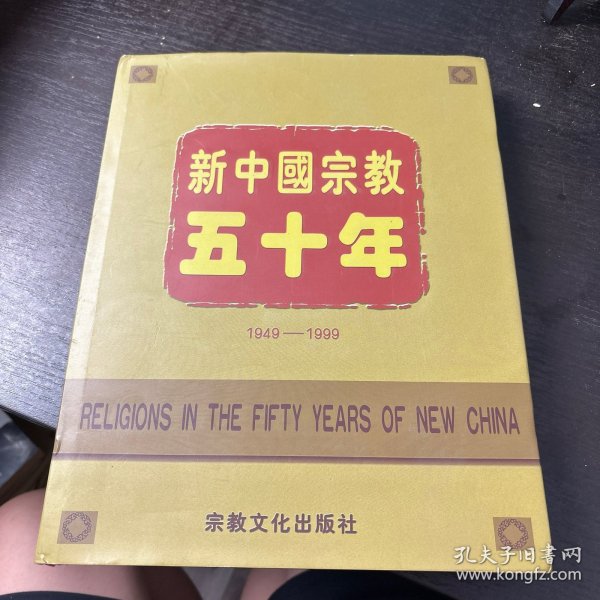 新中國宗教
五十年
1949—1999
RELIGIONS IN THE FIFTY YEARS OF NEW CHINA
宗教文化出版社
孔夫子旧书网
www.kongfz.com